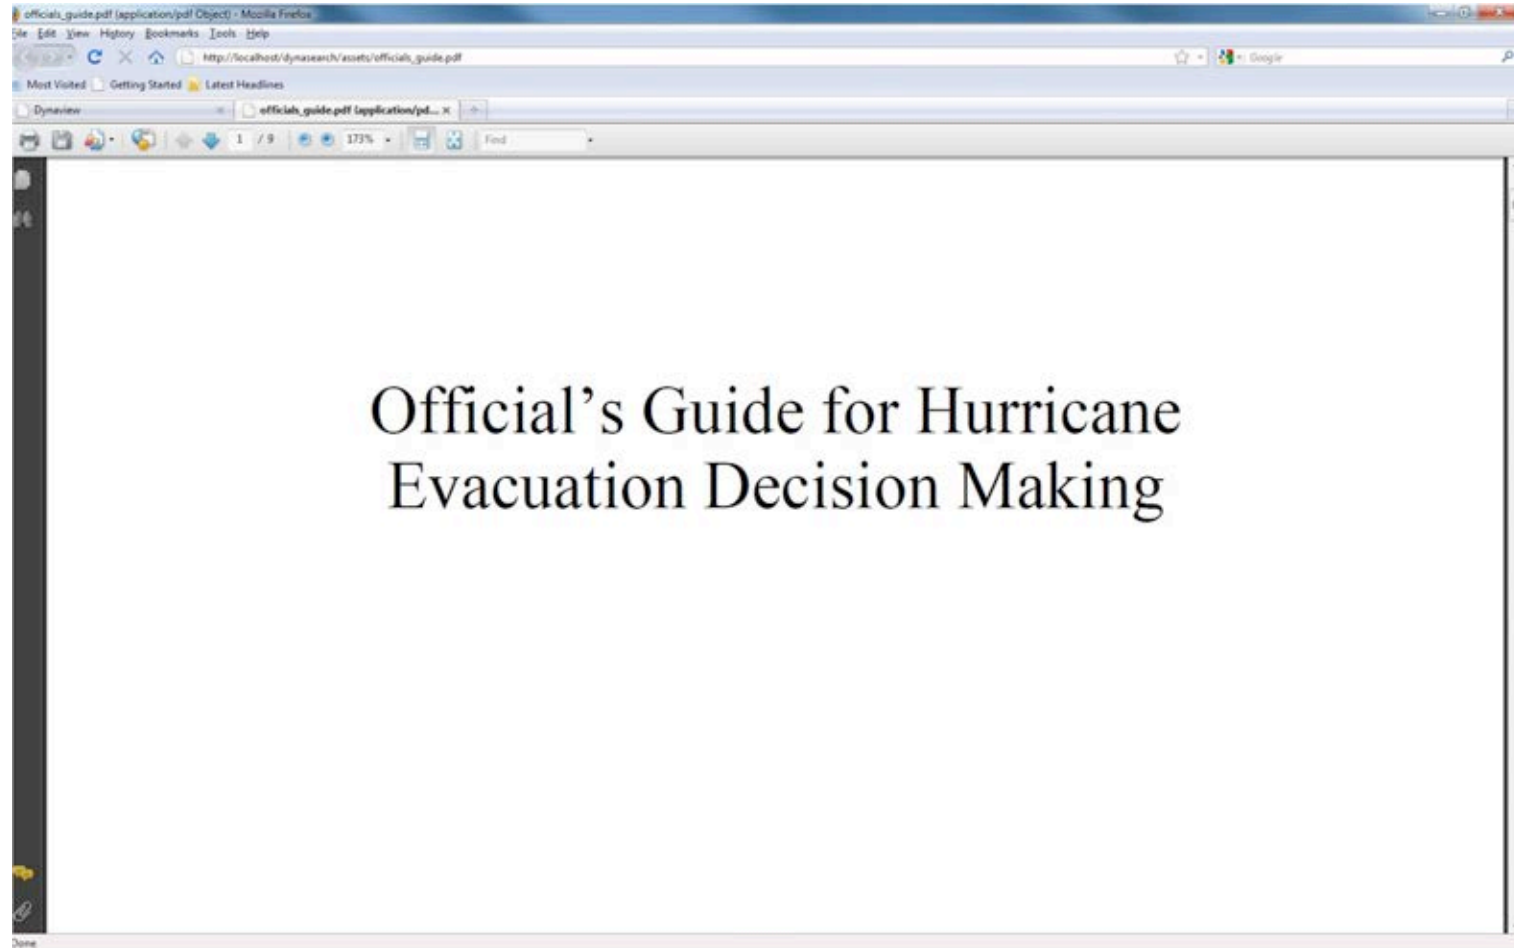 officials_guide.pdf (application/pdf Object) - Mozilla Firefox
File Edit View History Bookmarks Tools Help
http://localhost/dynasearch/assets/officials_guide.pdf
Google
Most Visited Getting Started Latest Headlines
Dynaview
officials_guide.pdf (application/pd...
1 / 9 173% Find
Official's Guide for Hurricane
Evacuation Decision Making
Done